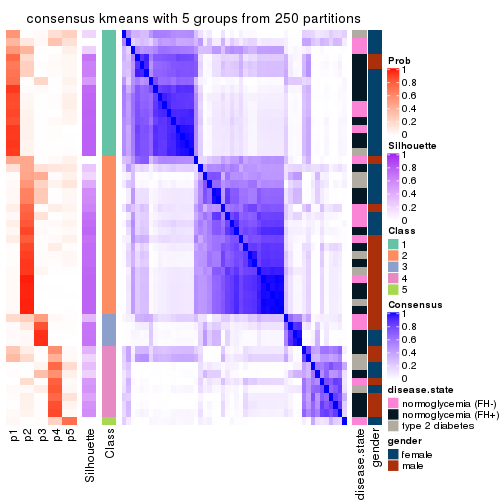 consensus kmeans with 5 groups from 250 partitions
Prob
1
0.8
0.6
0.4
0.2
0
Silhouette
1
0.8
0.6
0.4
0.2
0
Class
1
2
3
4
5
Consensus
1
0.8
0.6
0.4
0.2
0
disease.state
normoglycemia (FH-)
normoglycemia (FH+)
type 2 diabetes
gender
female
male
p1
p2
p3
p4
p5
Silhouette
Class
disease.state
gender